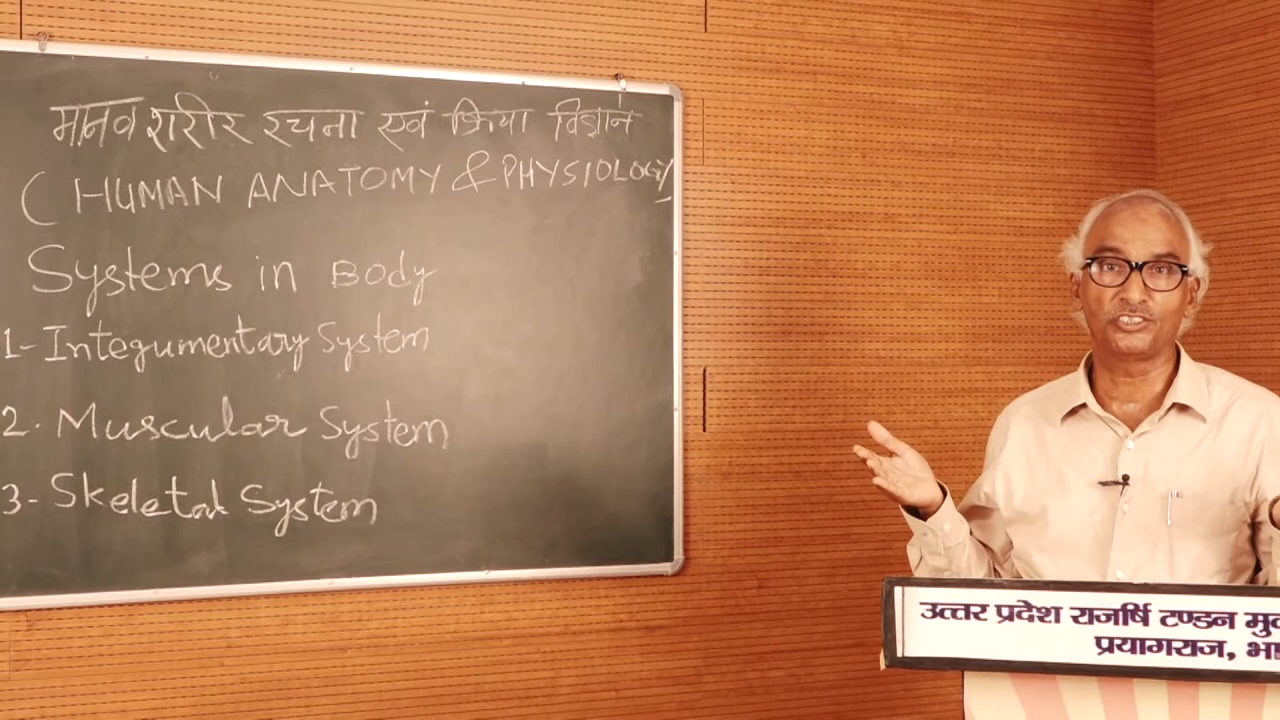 मानव शरीर रचना एवं क्रिया विज्ञान
( HUMAN ANATOMY & PHYSIOLOGY)
Systems in Body
1- Integumentary System
2. Muscular System
3- Skeletal System
उत्तर प्रदेश राजर्षि टण्डन मुक
प्रयागराज, भा